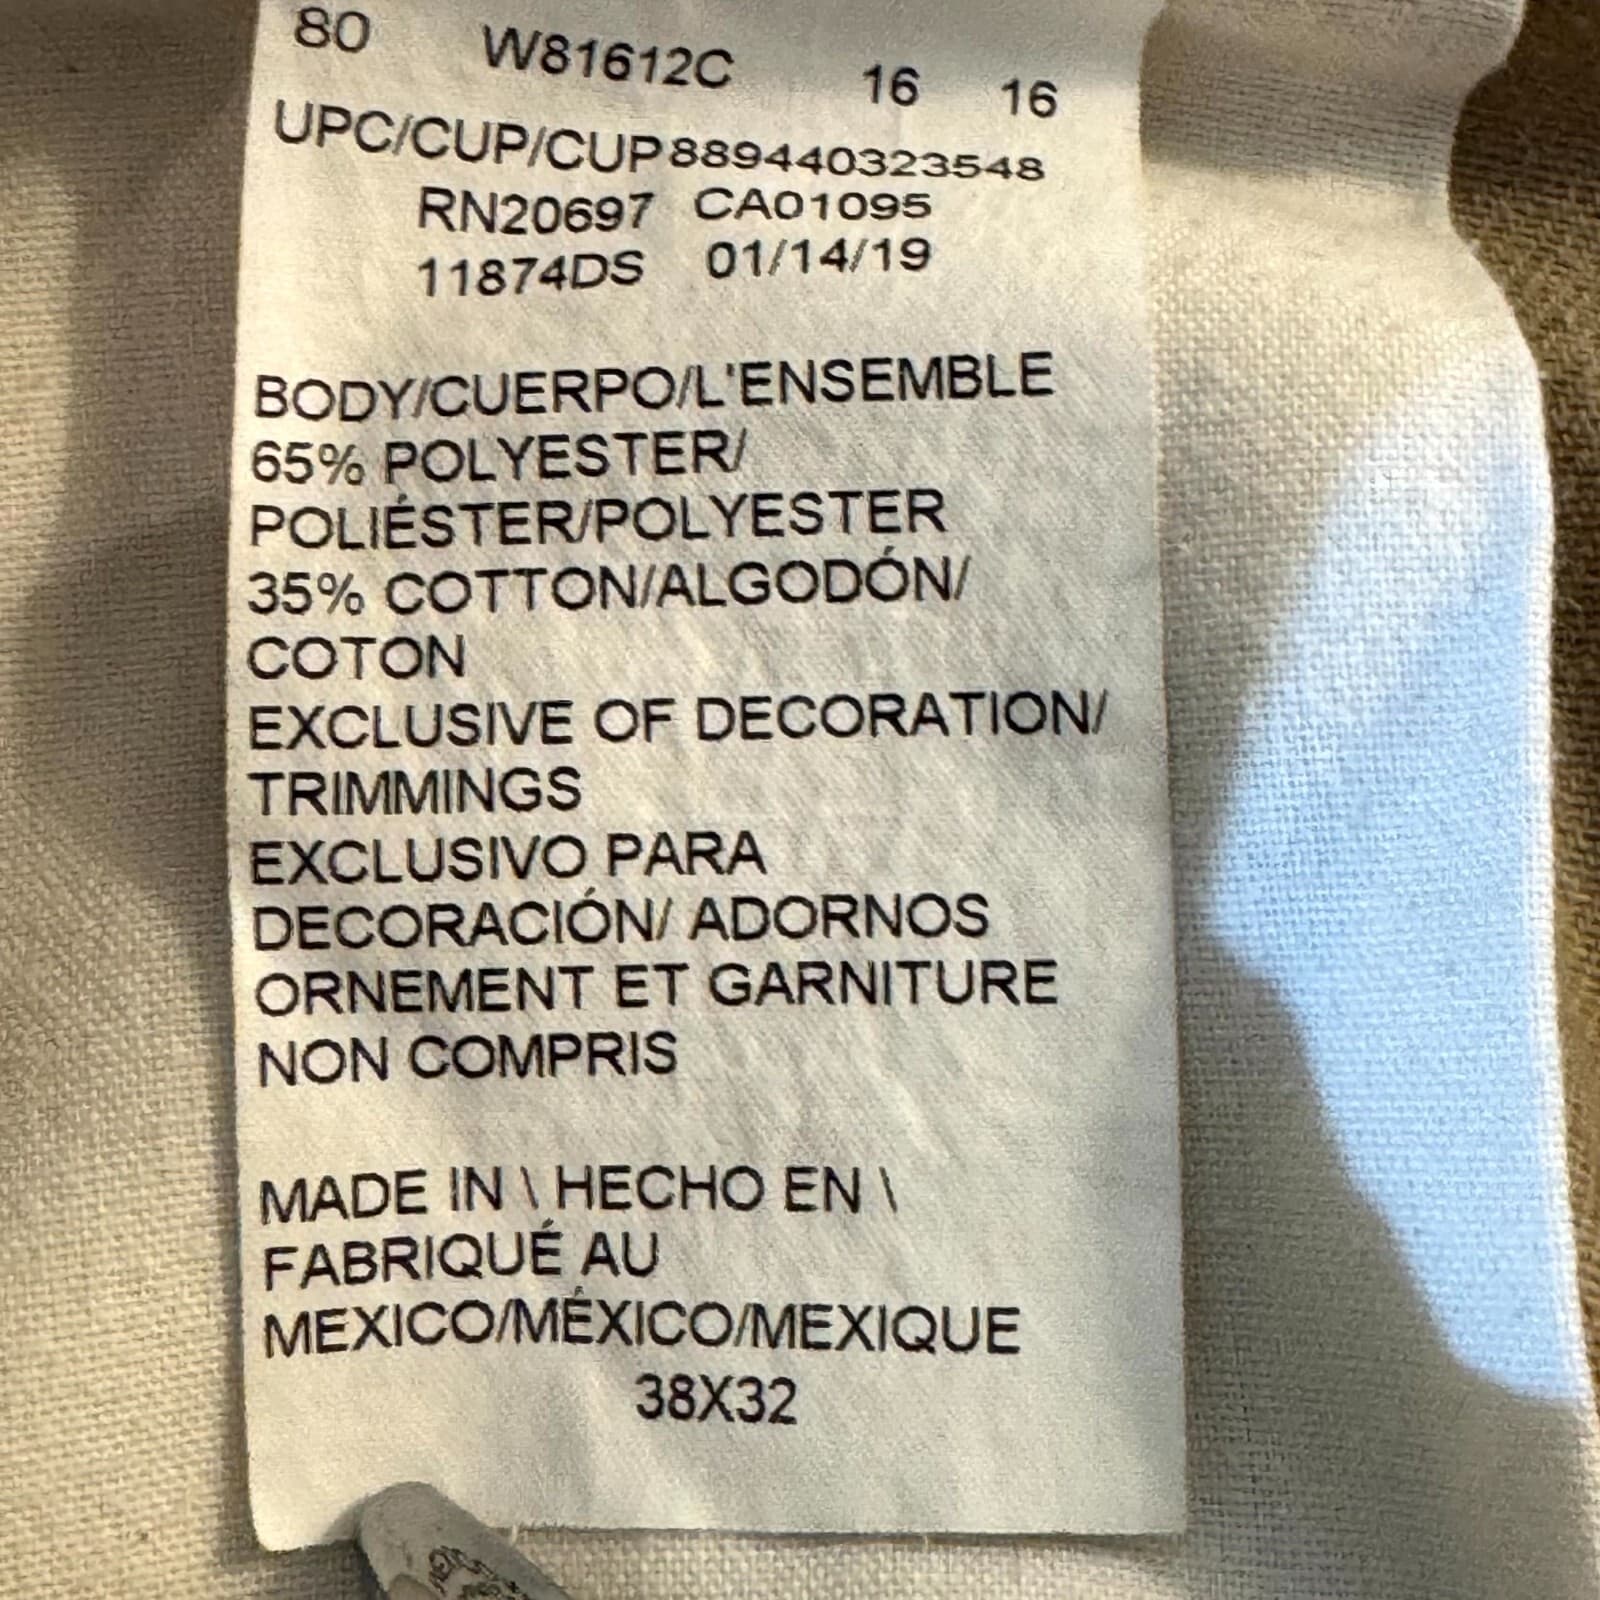 80 W81612C 16 16
UPC/CUP/CUP889440323548
RN20697 CA01095
11874DS 01/14/19
BODY/CUERPO/L'ENSEMBLE
65% POLYESTER/
POLIÉSTER/POLYESTER
35% COTTON/ALGODÓN/
COTON
EXCLUSIVE OF DECORATION/
TRIMMINGS
EXCLUSIVO PARA
DECORACIÓN/ ADORNOS
ORNEMENT ET GARNITURE
NON COMPRIS
MADE IN \ HECHO EN \
FABRIQUÉ AU
MEXICO/MÉXICO/MEXIQUE
38X32